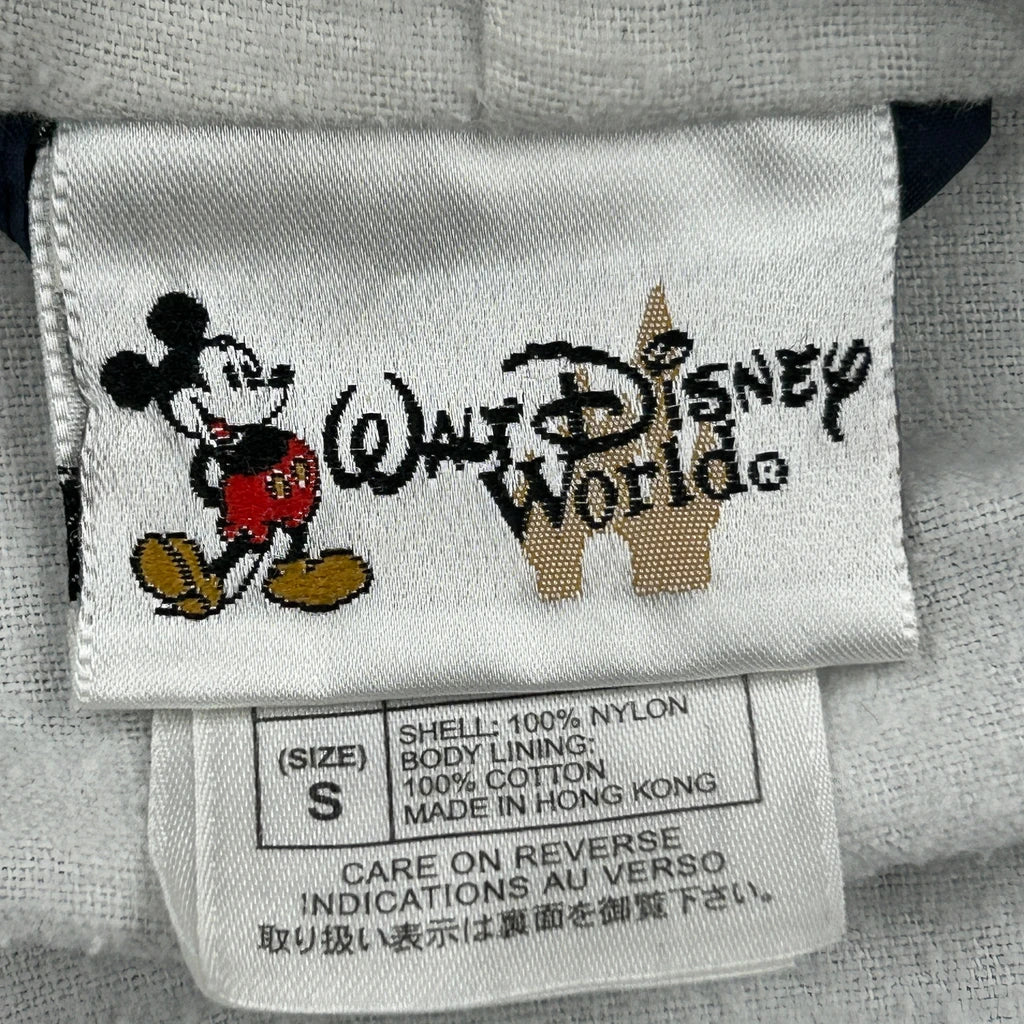 WALT DISNEY
World®
(SIZE)
S
SHELL: 100% NYLON
BODY LINING:
100% COTTON
MADE IN HONG KONG
CARE ON REVERSE
INDICATIONS AU VERSO
取り扱い表示は裏面を御覧下さい。